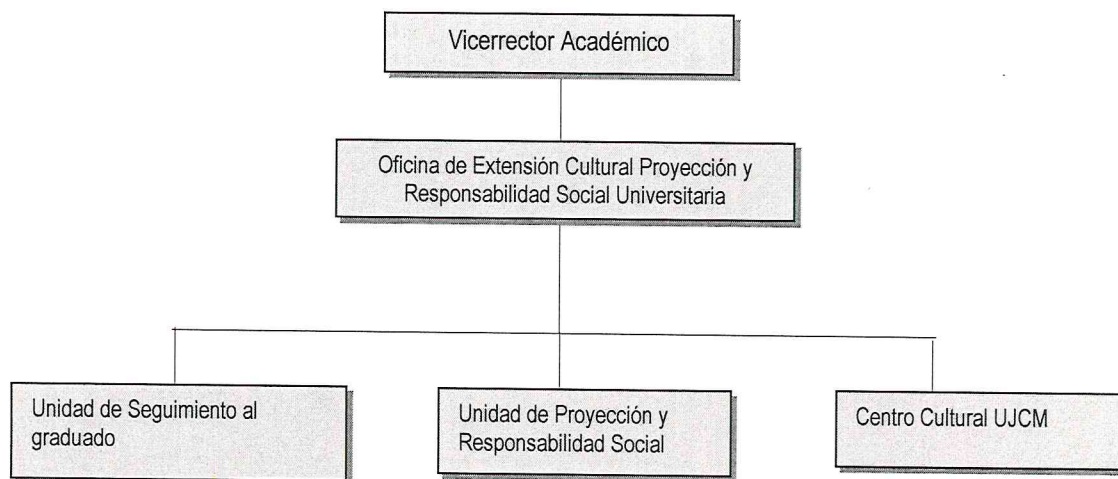 Vicerrector Académico
Oficina de Extensión Cultural Proyección y
Responsabilidad Social Universitaria
Unidad de Seguimiento al
graduado
Unidad de Proyección y
Responsabilidad Social
Centro Cultural UJCM